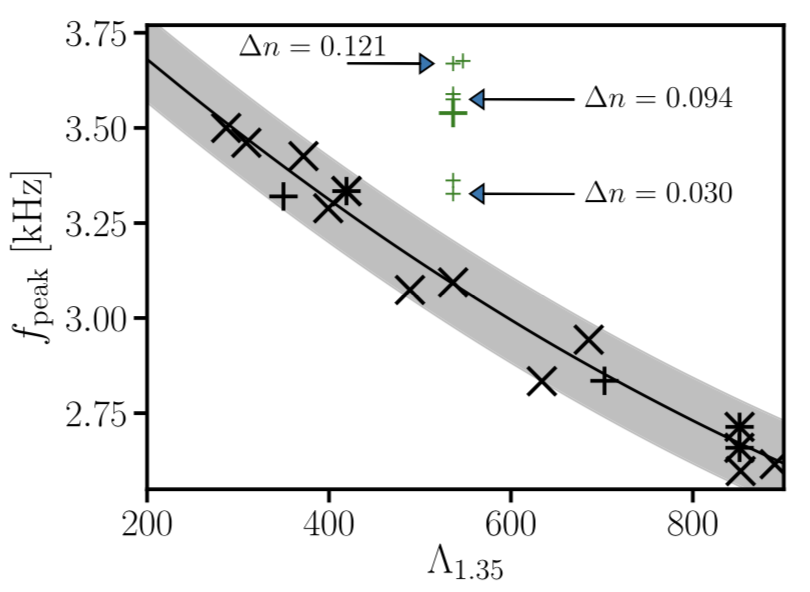 3.75
3.50
3.25
3.00
2.75
f_peak [kHz]
Δn = 0.121
Δn = 0.094
Δn = 0.030
200 400 600 800
Λ_1.35